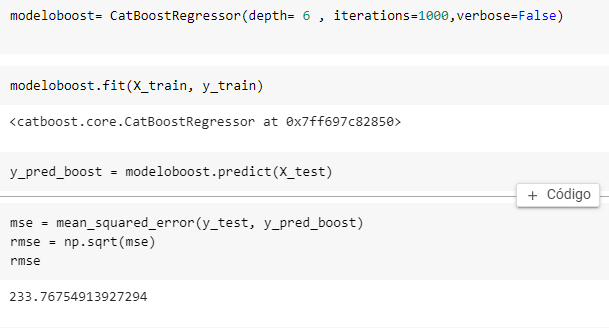 modeloboost= CatBoostRegressor(depth= 6 , iterations=1000,verbose=False)
modeloboost.fit(X_train, y_train)
<catboost.core.CatBoostRegressor at 0x7ff697c82850>
y_pred_boost = modeloboost.predict(X_test)
+ Código
mse = mean_squared_error(y_test, y_pred_boost)
rmse = np.sqrt(mse)
rmse
233.76754913927294